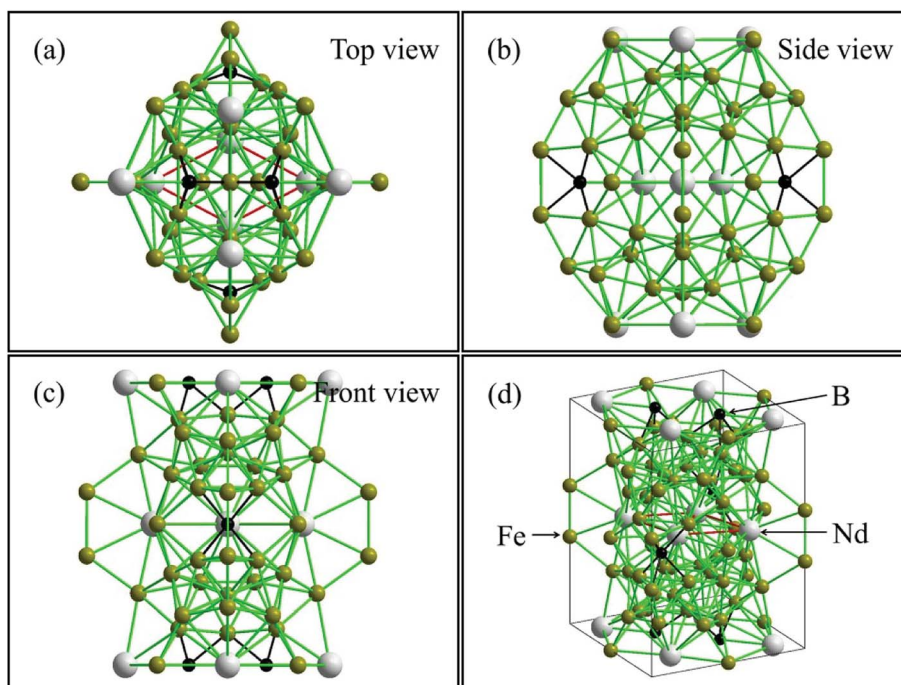 (a) Top view
(b) Side view
(c) Front view
(d)
B
Fe
Nd